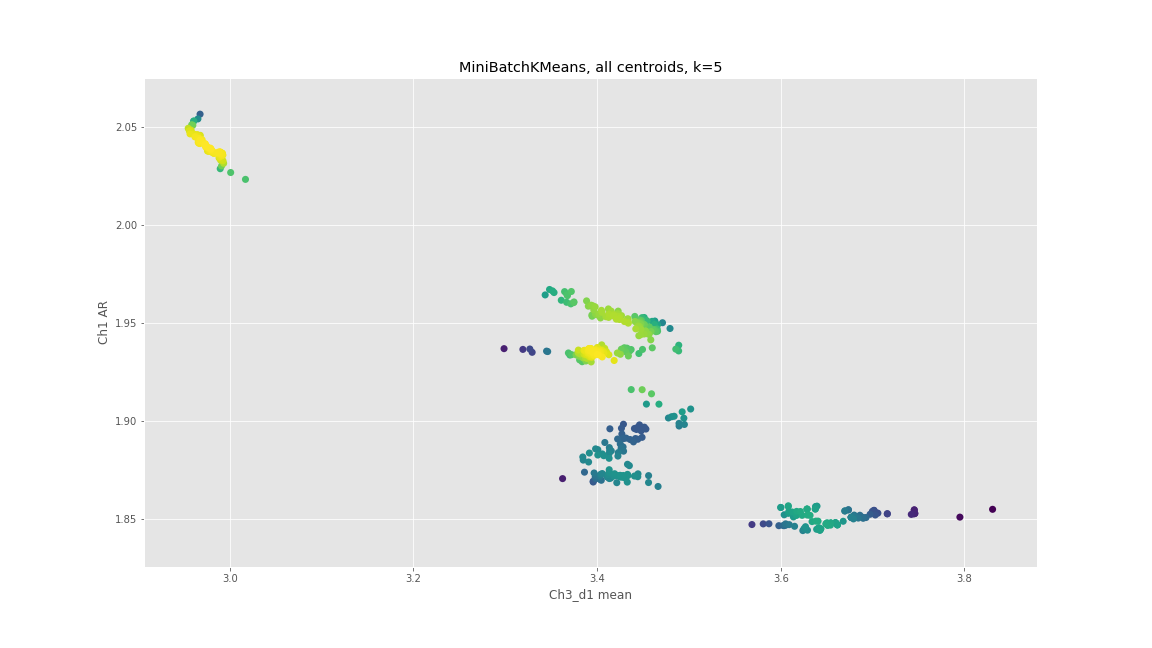 MiniBatchKMeans, all centroids, k=5
2.05
2.00
1.95
1.90
1.85
Ch1 AR
3.0 3.2 3.4 3.6 3.8
Ch3_d1 mean